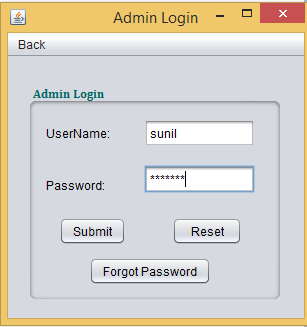 Admin Login
Back
Admin Login
UserName: sunil
Password: *******
Submit Reset
Forgot Password